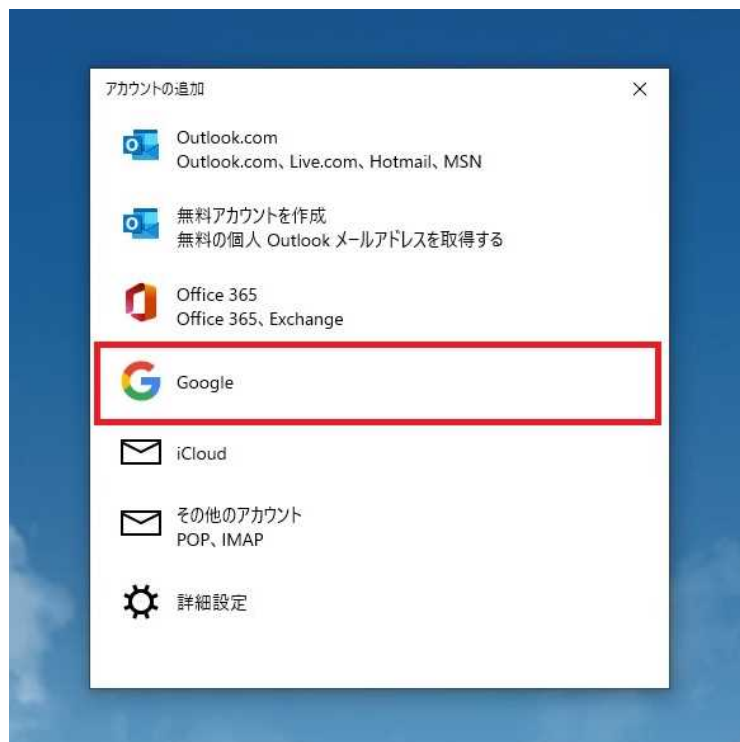 アカウントの追加
Outlook.com
Outlook.com、Live.com、Hotmail、MSN
無料アカウントを作成
無料の個人 Outlook メールアドレスを取得する
Office 365
Office 365、Exchange
Google
iCloud
その他のアカウント
POP、IMAP
詳細設定